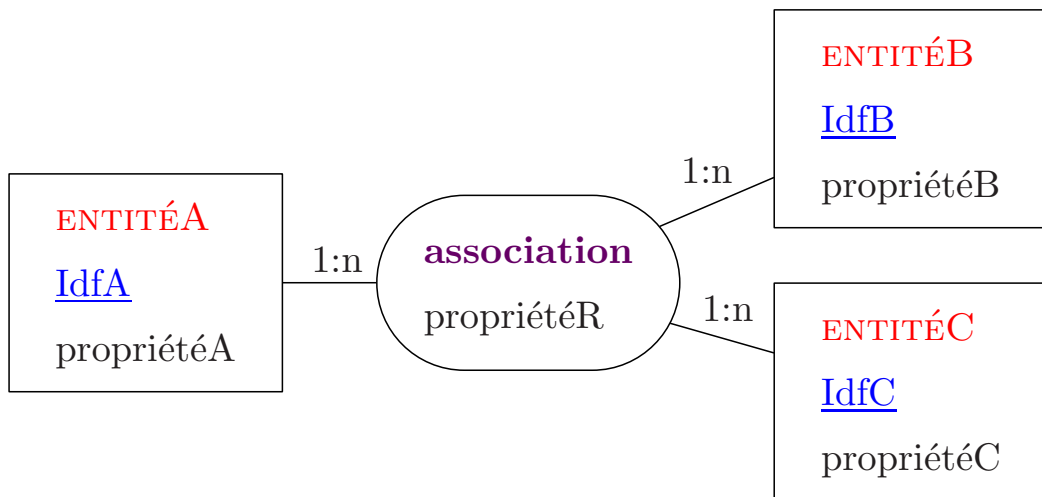 ENTITÉA
IdfA
propriétéA
1:n
association
propriétéR
1:n
ENTITÉB
IdfB
propriétéB
1:n
ENTITÉC
IdfC
propriétéC